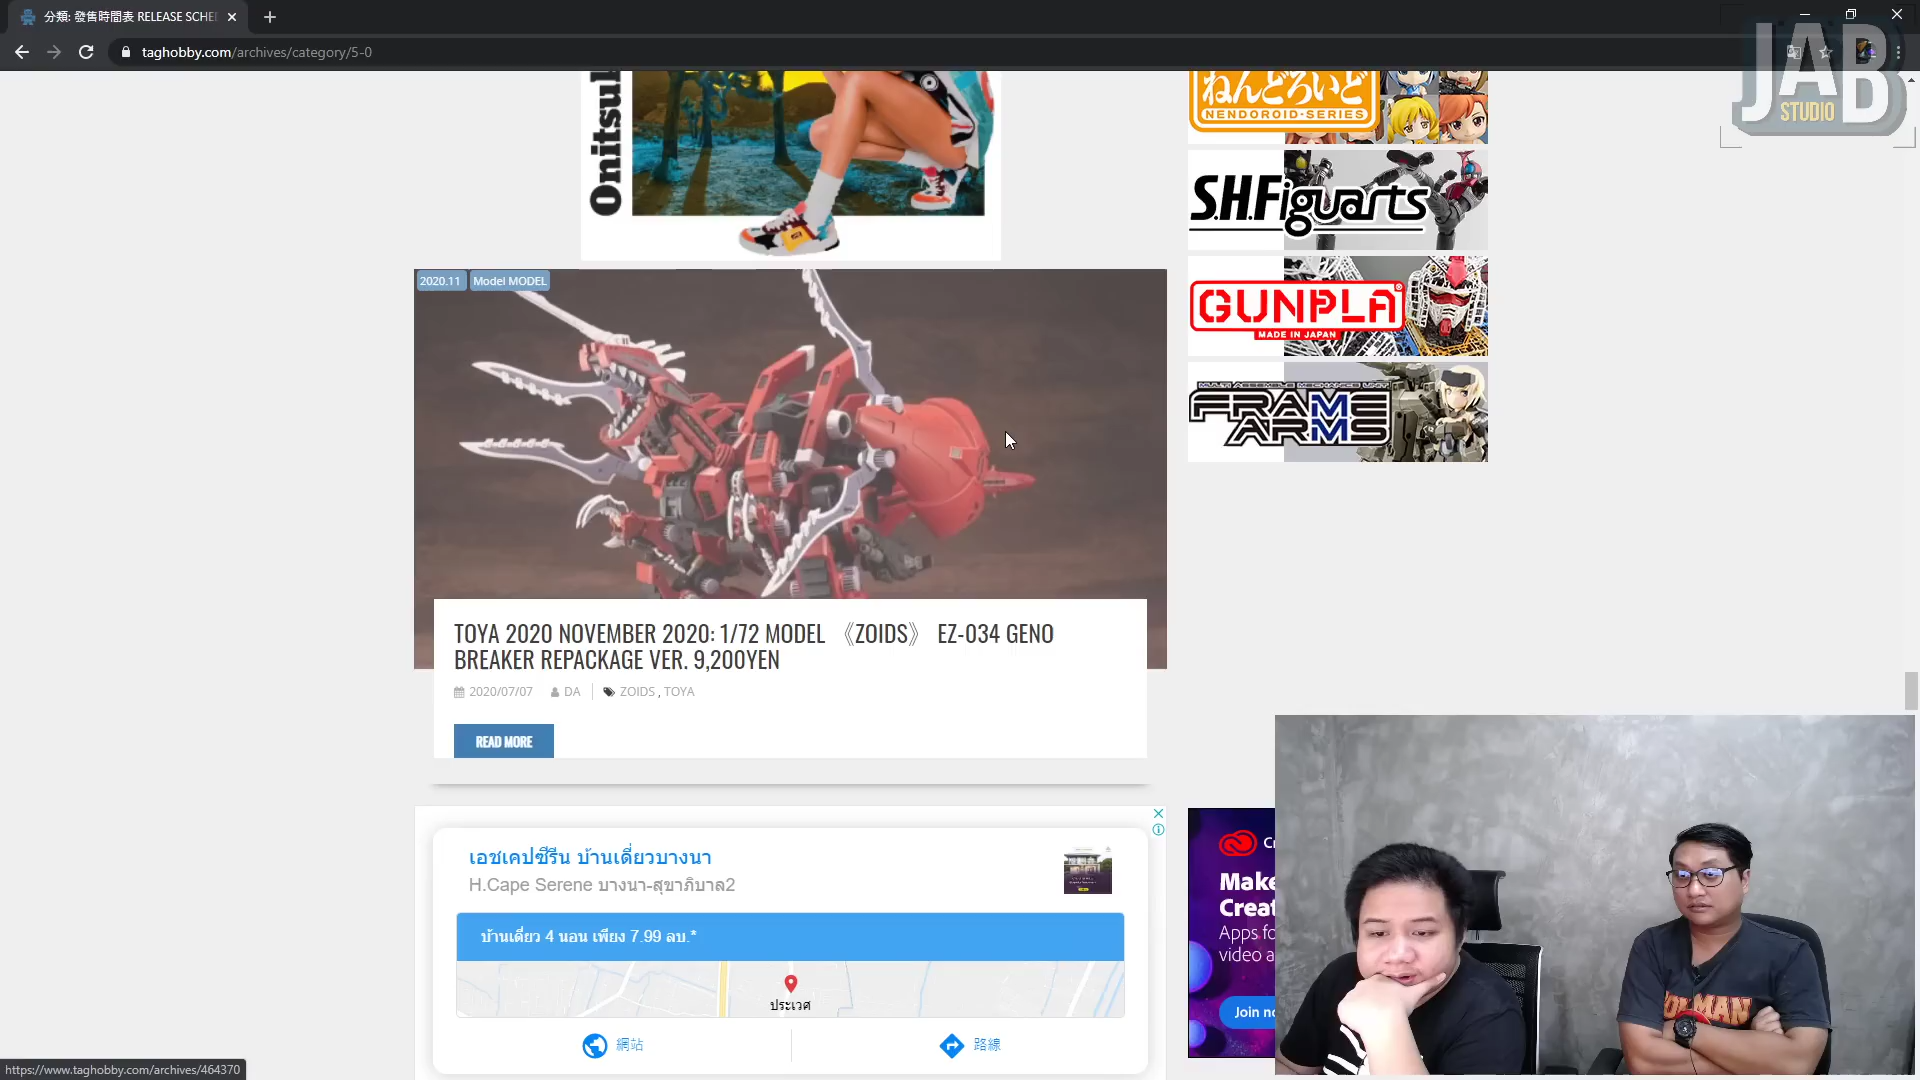 分類: 發售時間表 RELEASE SCHE
taghobby.com/archives/category/5-0
JAB
STUDIO
Onitsuk
ねんどろいど
NENDOROID·SERIES
S.H.Figuarts
GUNPLA
MADE IN JAPAN
MULTI ASSEMBLE MECHANICS UNIT
FRAME
ARMS
2020.11
Model MODEL
TOYA 2020 NOVEMBER 2020: 1/72 MODEL 《ZOIDS》 EZ-034 GENO
BREAKER REPACKAGE VER. 9,200YEN
2020/07/07 DA ZOIDS , TOYA
READ MORE
เอชเคปซีรีน บ้านเดี่ยวบางนา
H.Cape Serene บางนา-สุขาภิบาล2
บ้านเดี่ยว 4 นอน เพียง 7.99 ลบ.*
ประเวศ
網站
路線
Make
Creat
Apps fo
video a
Join no
https://www.taghobby.com/archives/464370